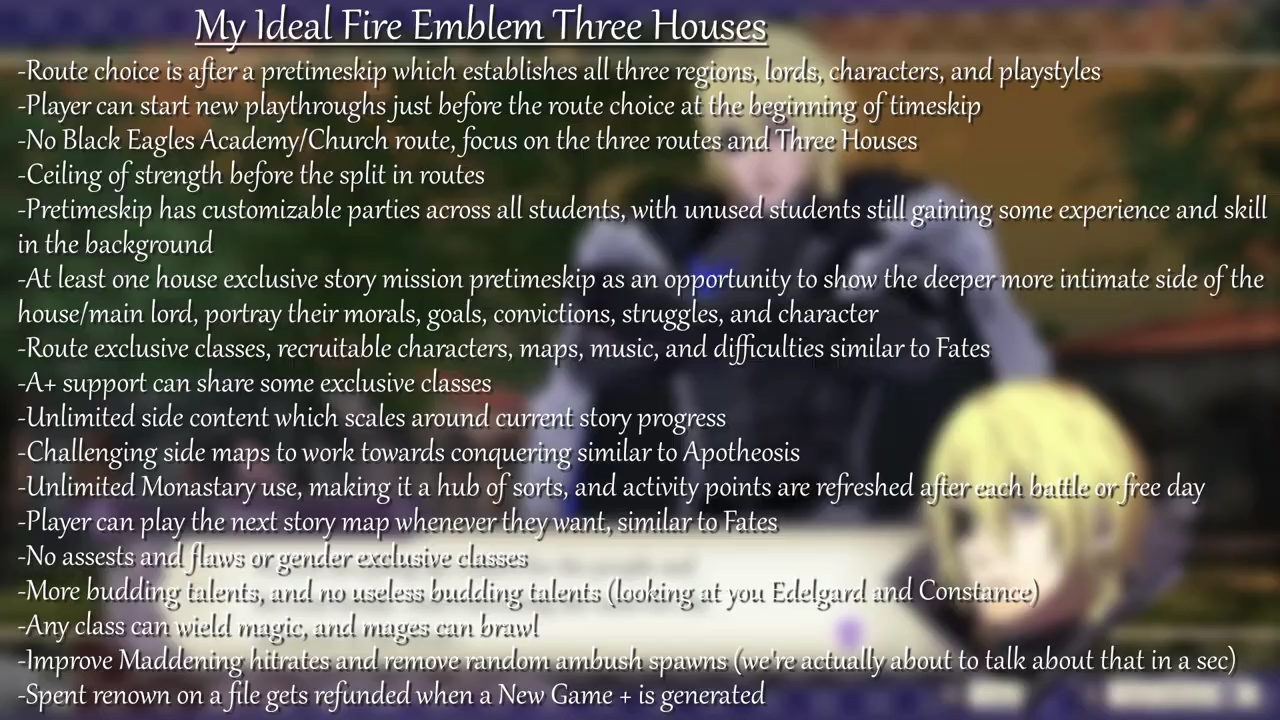 My Ideal Fire Emblem Three Houses
-Route choice is after a pretimeskip which establishes all three regions, lords, characters, and playstyles
-Player can start new playthroughs just before the route choice at the beginning of timeskip
-No Black Eagles Academy/Church route, focus on the three routes and Three Houses
-Ceiling of strength before the split in routes
-Pretimeskip has customizable parties across all students, with unused students still gaining some experience and skill
in the background
-At least one house exclusive story mission pretimeskip as an opportunity to show the deeper more intimate side of the
house/main lord, portray their morals, goals, convictions, struggles, and character
-Route exclusive classes, recruitable characters, maps, music, and difficulties similar to Fates
-A+ support can share some exclusive classes
-Unlimited side content which scales around current story progress
-Challenging side maps to work towards conquering similar to Apotheosis
-Unlimited Monastary use, making it a hub of sorts, and activity points are refreshed after each battle or free day
-Player can play the next story map whenever they want, similar to Fates
-No assests and flaws or gender exclusive classes
-More budding talents, and no useless budding talents (looking at you Edelgard and Constance)
-Any class can wield magic, and mages can brawl
-Improve Maddening hitrates and remove random ambush spawns (we're actually about to talk about that in a sec)
-Spent renown on a file gets refunded when a New Game + is generated